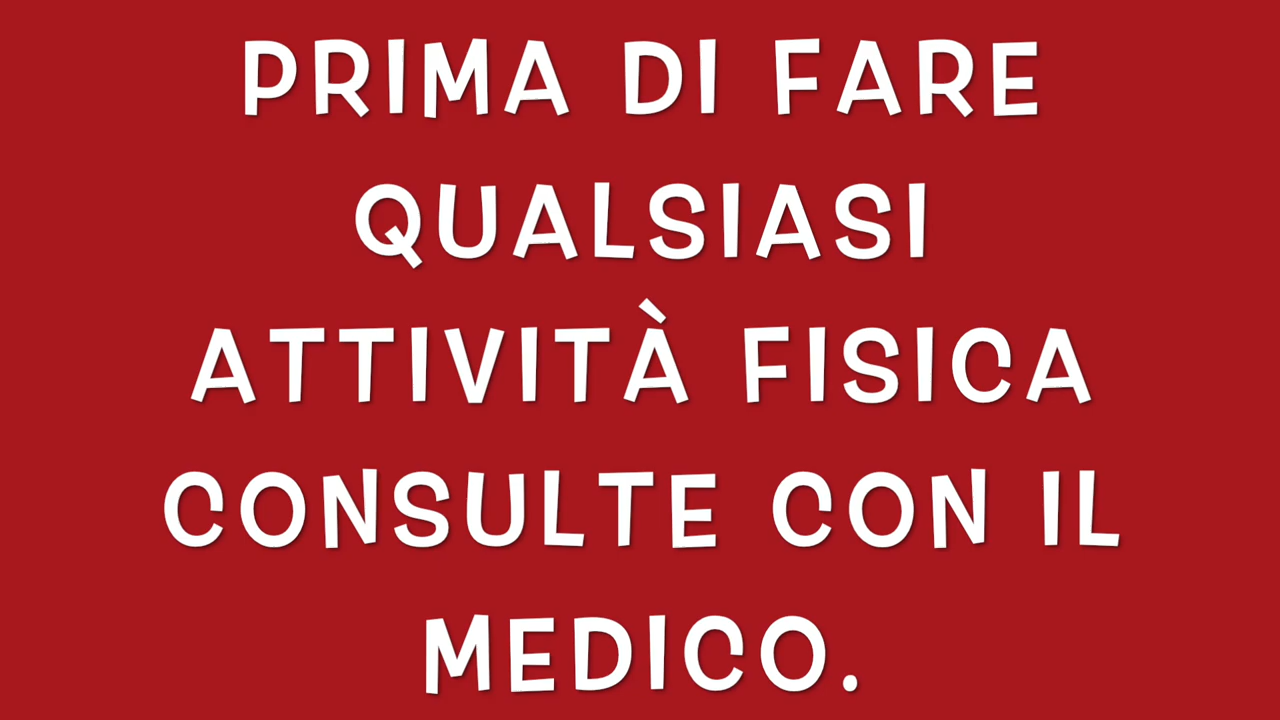 PRIMA DI FARE
QUALSIASI
ATTIVITÀ FISICA
CONSULTE CON IL
MEDICO.